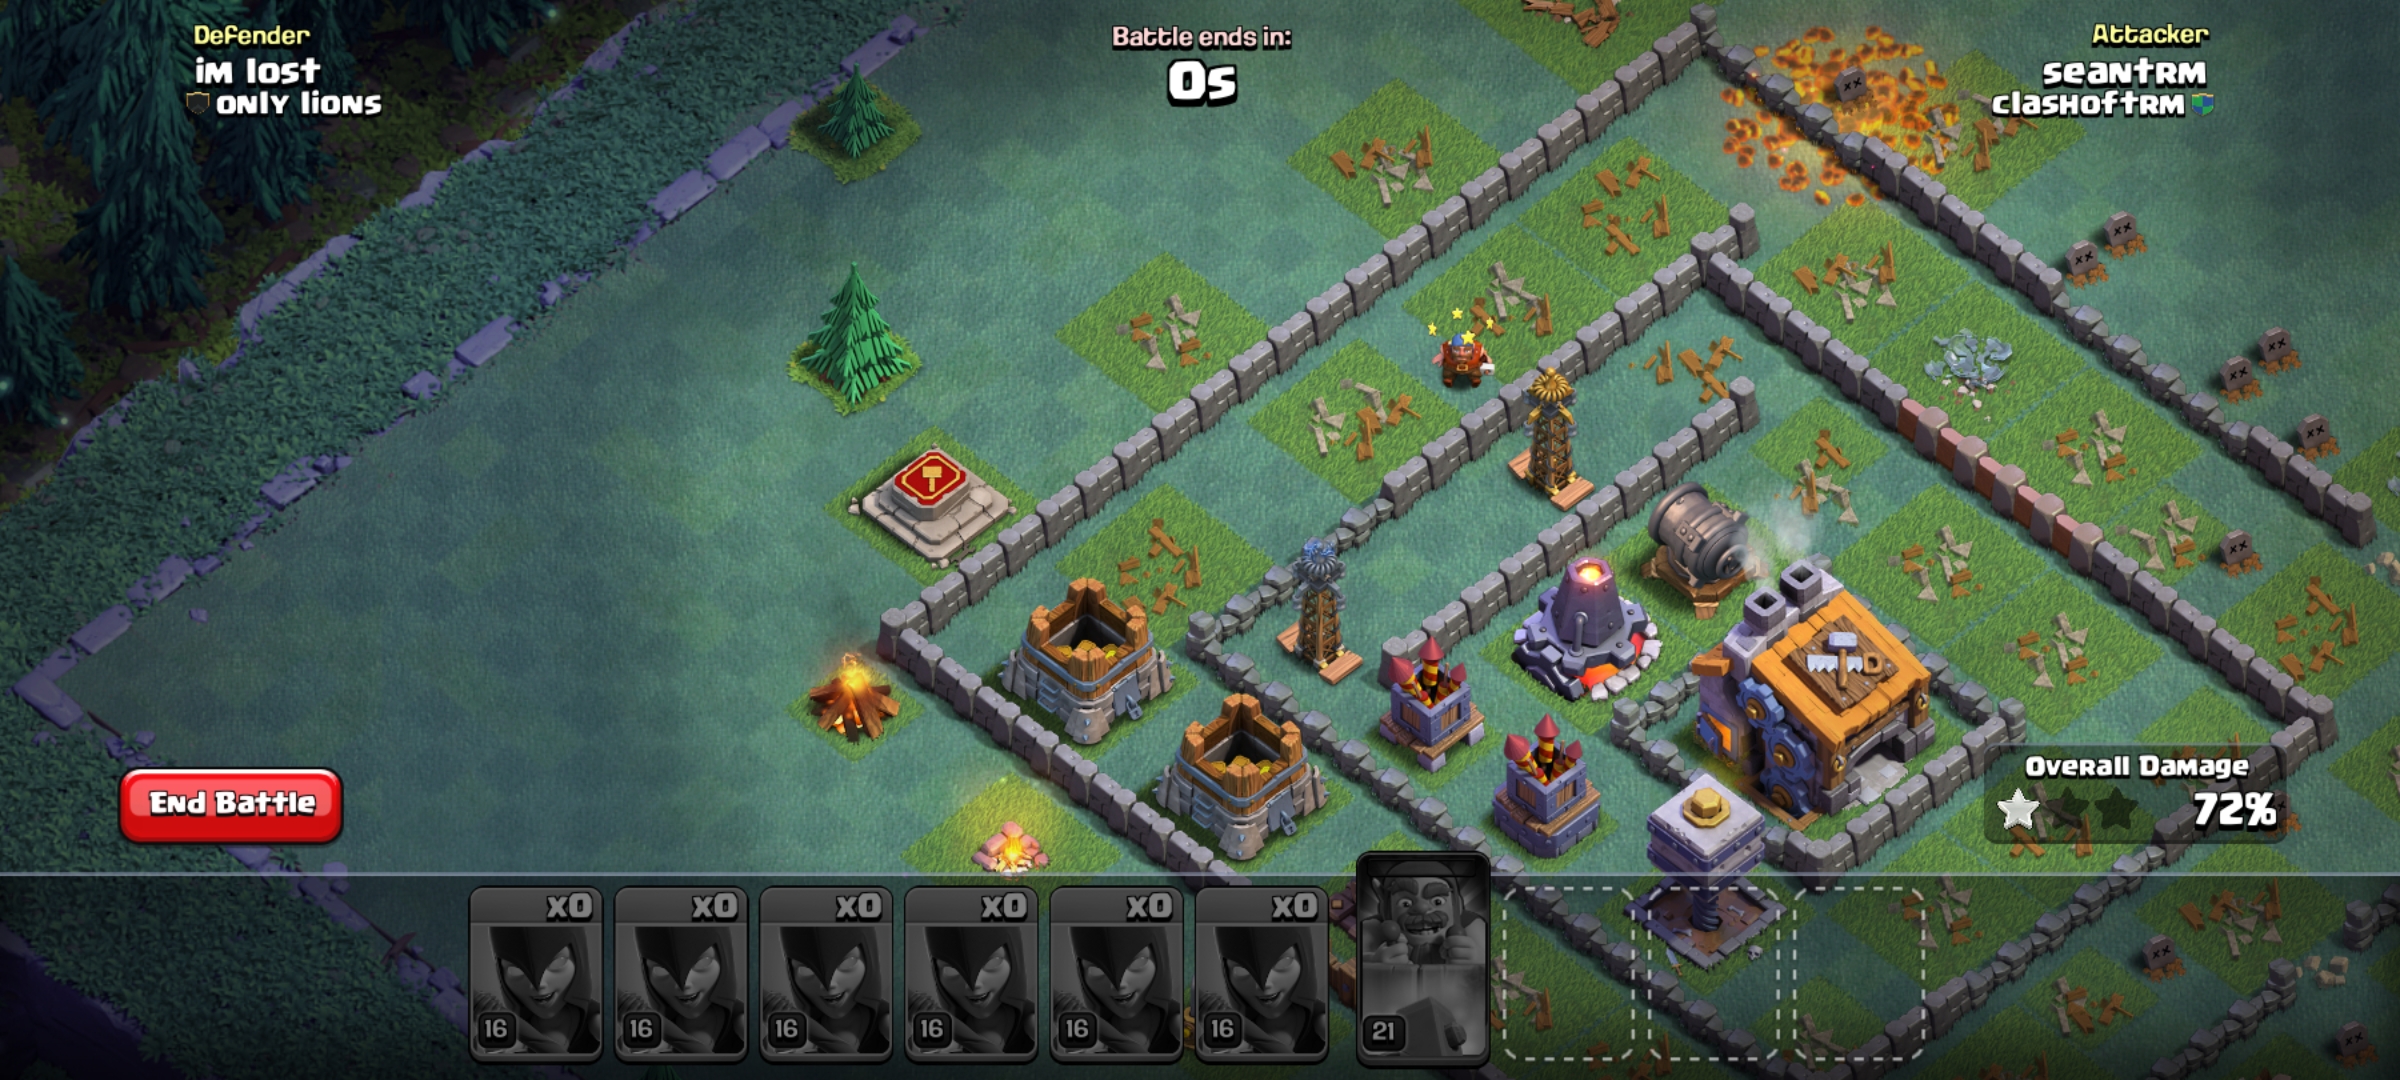 Defender
iM lost
only lions
Battle ends in:
0s
Attacker
seantRM
clashoftRM
End Battle
Overall Damage
72%
x0 x0 x0 x0 x0 x0
16 16 16 16 16 16 21